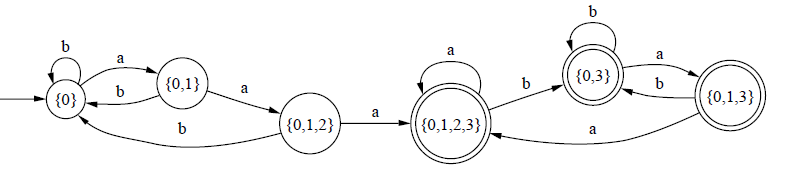 b
a
{0}
b
{0,1}
a
{0,1,2}
b
a
a
{0,1,2,3}
b
b
{0,3}
a
b
{0,1,3}
a